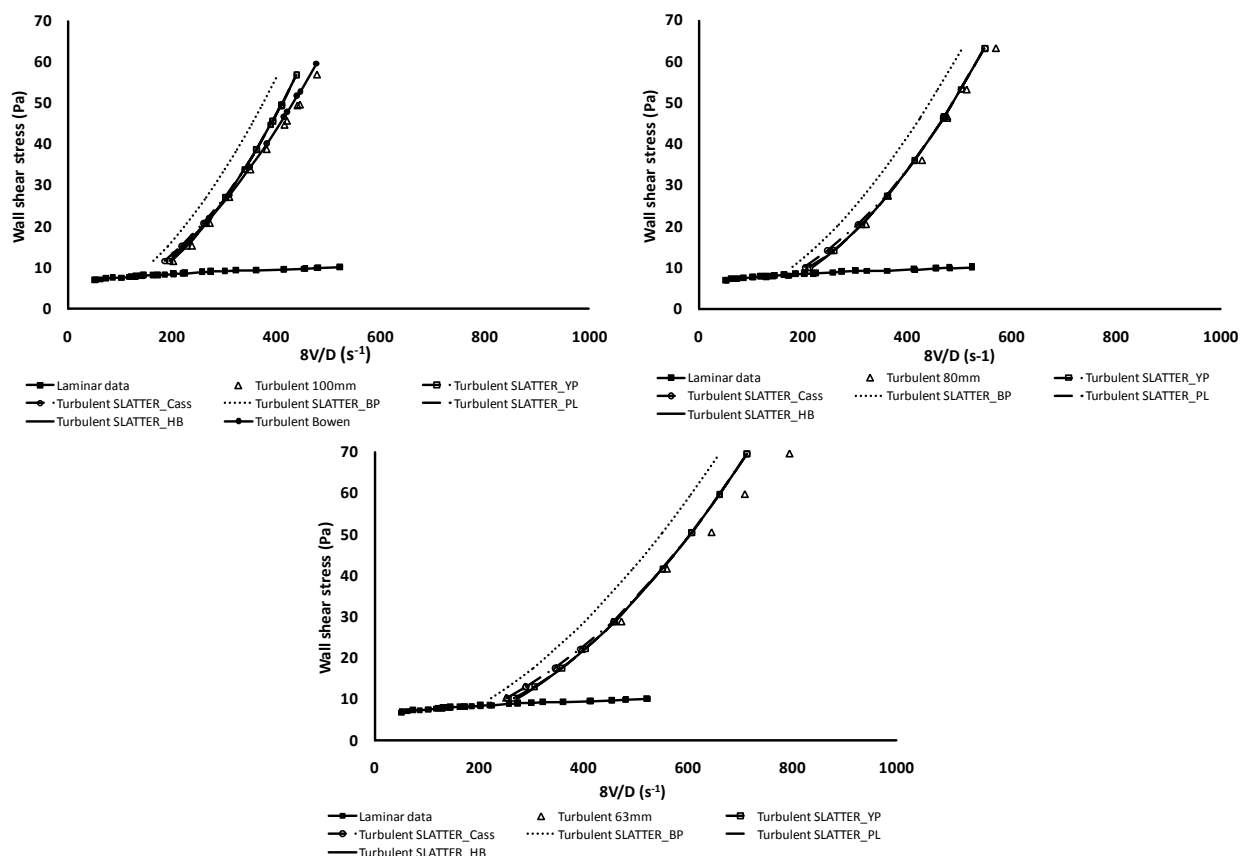 70
60
50
40
30
20
10
0
Wall shear stress (Pa)
0 200 400 600 800 1000
8V/D (s-1)
Laminar data Turbulent 100mm Turbulent SLATTER_YP
Turbulent SLATTER_Cass Turbulent SLATTER_BP Turbulent SLATTER_PL
Turbulent SLATTER_HB Turbulent Bowen
70
60
50
40
30
20
10
0
Wall shear stress (Pa)
0 200 400 600 800 1000
8V/D (s-1)
Laminar data Turbulent 80mm Turbulent SLATTER_YP
Turbulent SLATTER_Cass Turbulent SLATTER_BP Turbulent SLATTER_PL
Turbulent SLATTER_HB
70
60
50
40
30
20
10
0
Wall shear stress (Pa)
0 200 400 600 800 1000
8V/D (s-1)
Laminar data Turbulent 63mm Turbulent SLATTER_YP
Turbulent SLATTER_Cass Turbulent SLATTER_BP Turbulent SLATTER_PL
Turbulent SLATTER_HB